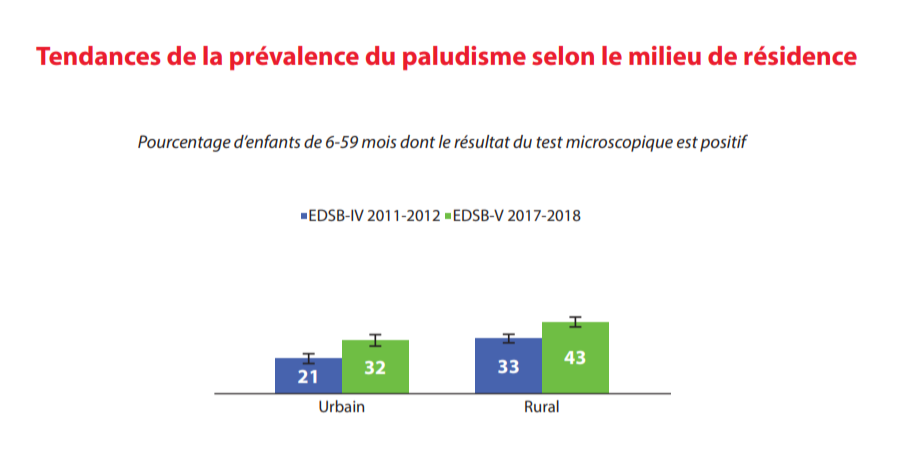 Tendances de la prévalence du paludisme selon le milieu de résidence
Pourcentage d’enfants de 6-59 mois dont le résultat du test microscopique est positif
EDSB-IV 2011-2012 EDSB-V 2017-2018
21 32 33 43
Urbain Rural